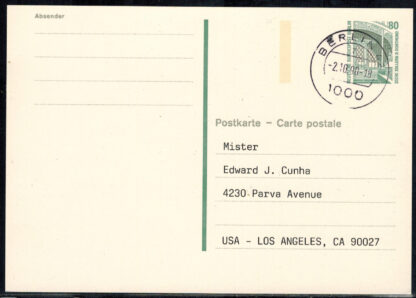 Absender
80
BERLIN
-2.10.90-18
1000
Postkarte – Carte postale
Mister
Edward J. Cunha
4230 Parva Avenue
USA - LOS ANGELES, CA 90027